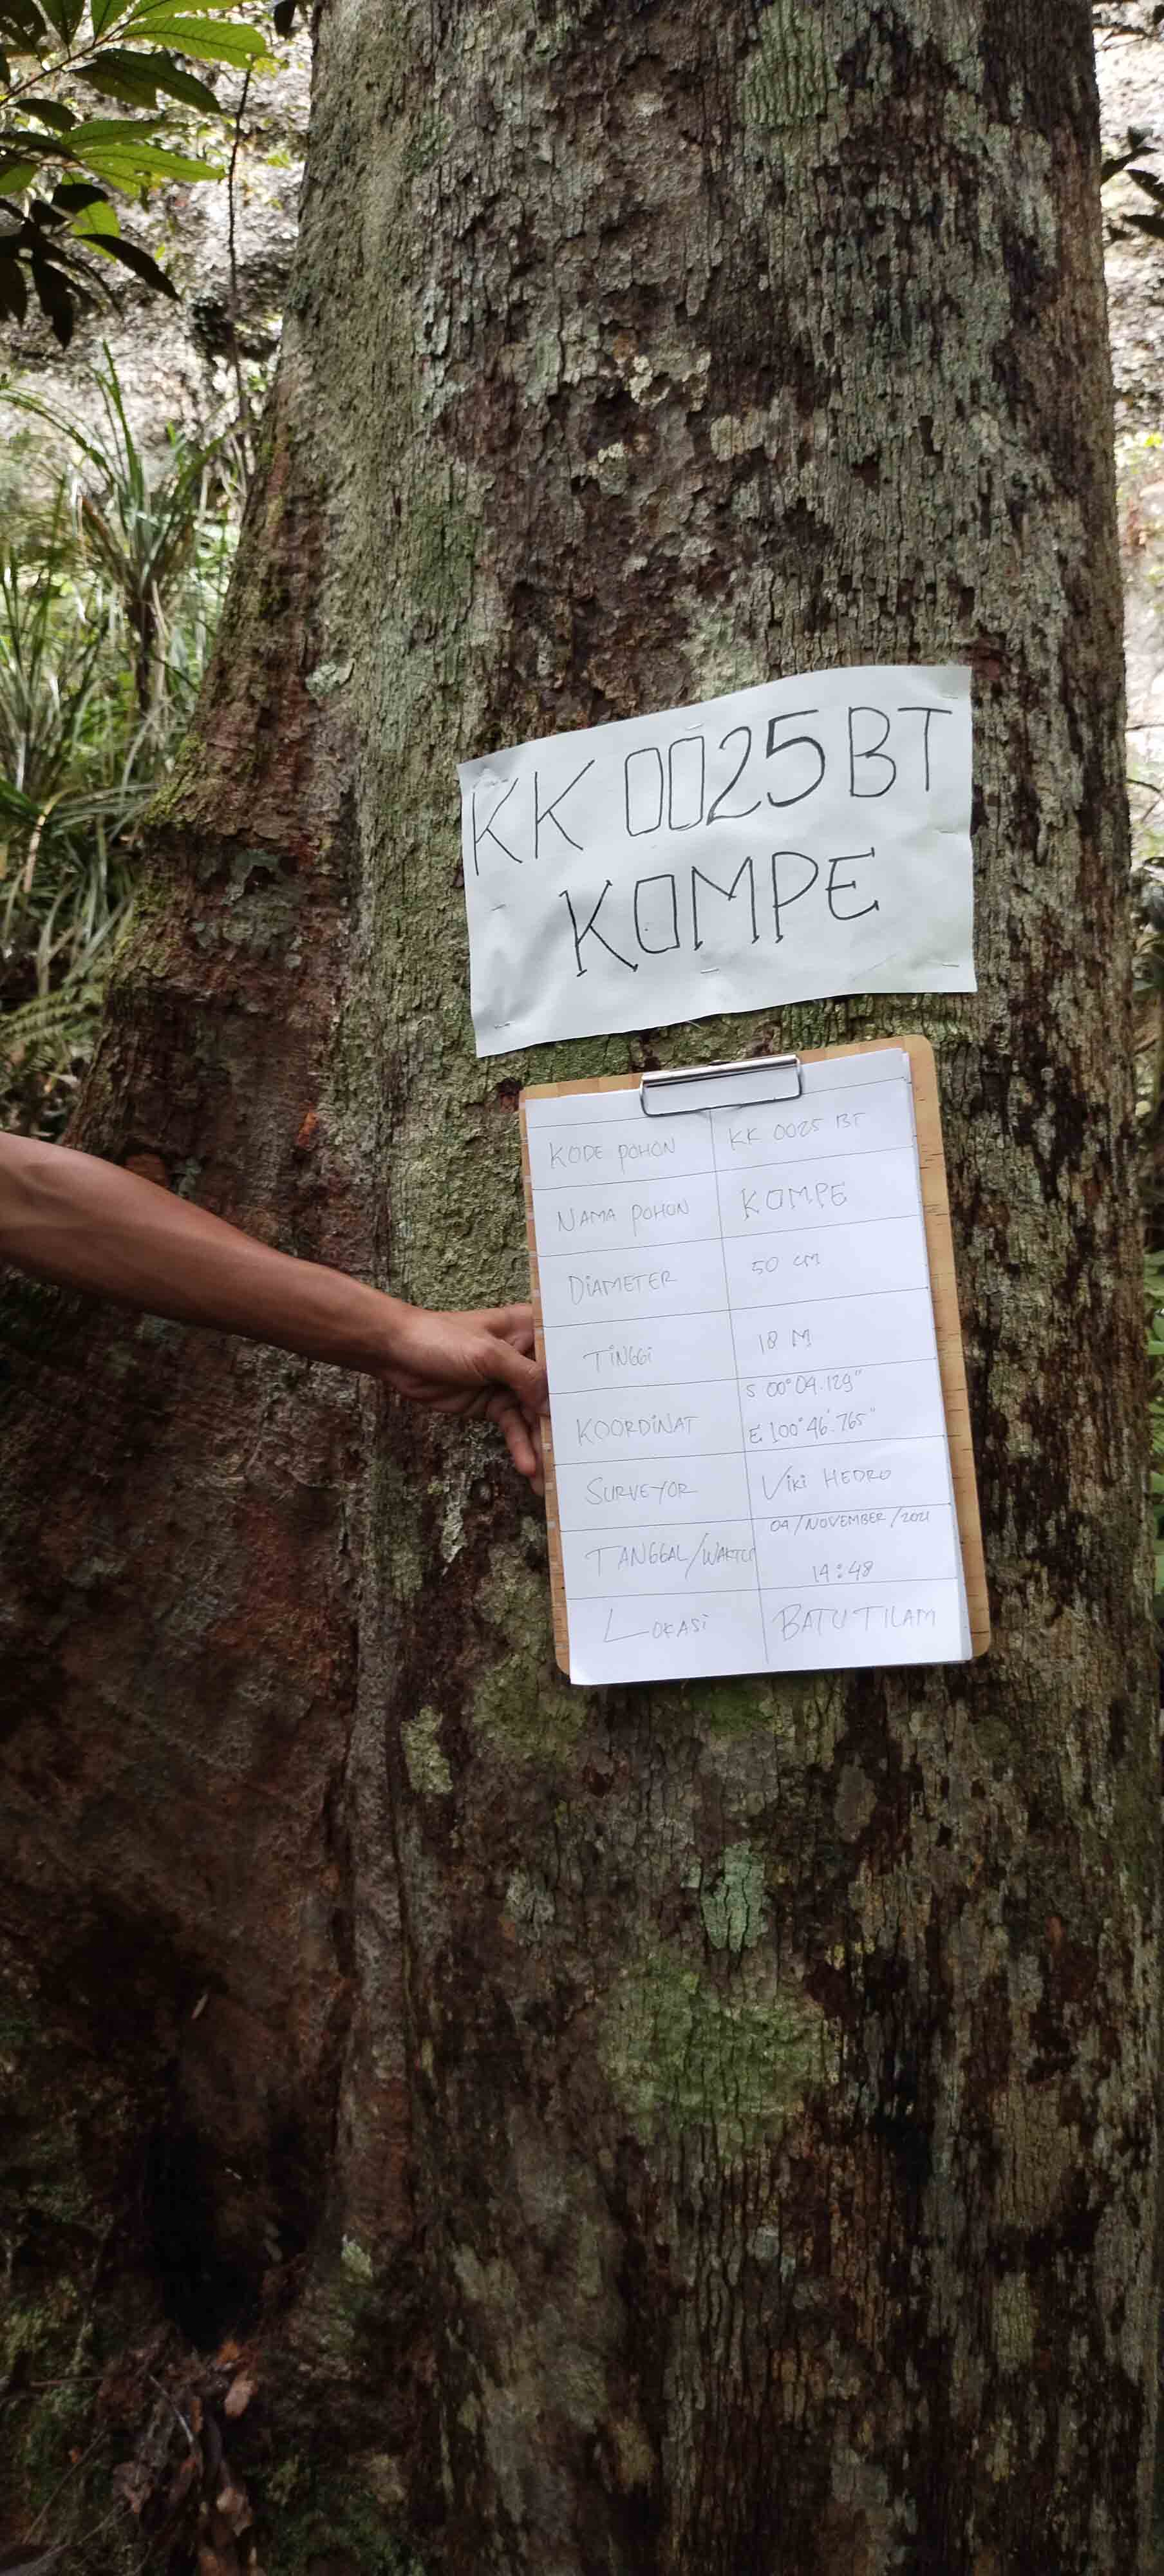 KK 0025 BT
KOMPE
KODE POHON KK 0025 BT
NAMA POHON KOMPE
DIAMETER 50 CM
TINGGI 18 M
KOORDINAT S 00°04.129"
E 100°46.765"
SURVEYOR Viki HEDRO
TANGGAL/WAKTU 04/NOVEMBER/2021
14:48
LOKASI BATU TILAM